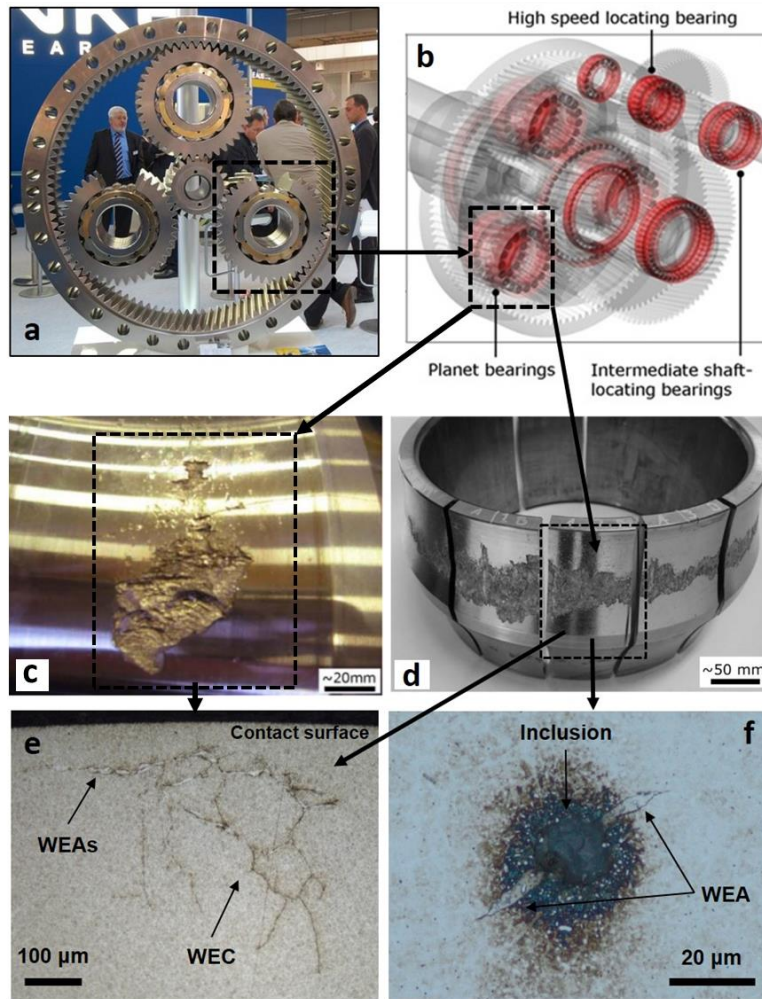 EAR
a
High speed locating bearing
b
Planet bearings
Intermediate shaft-
locating bearings
c
~20mm
d
~50 mm
e
Contact surface
WEAs
WEC
100 µm
Inclusion
f
WEA
20 µm